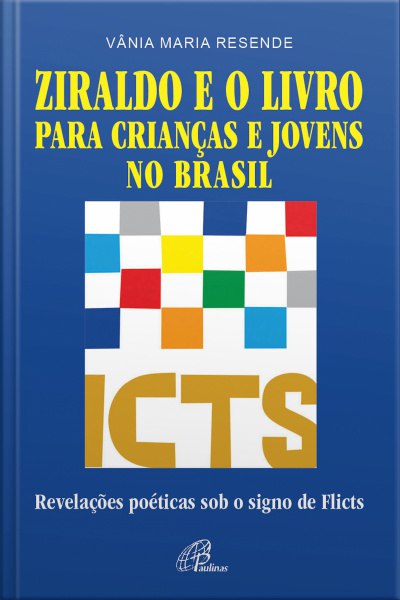 VÂNIA MARIA RESENDE
ZIRALDO E O LIVRO
PARA CRIANÇAS E JOVENS
NO BRASIL
ICTS
Revelações poéticas sob o signo de Flicts
Paulinas